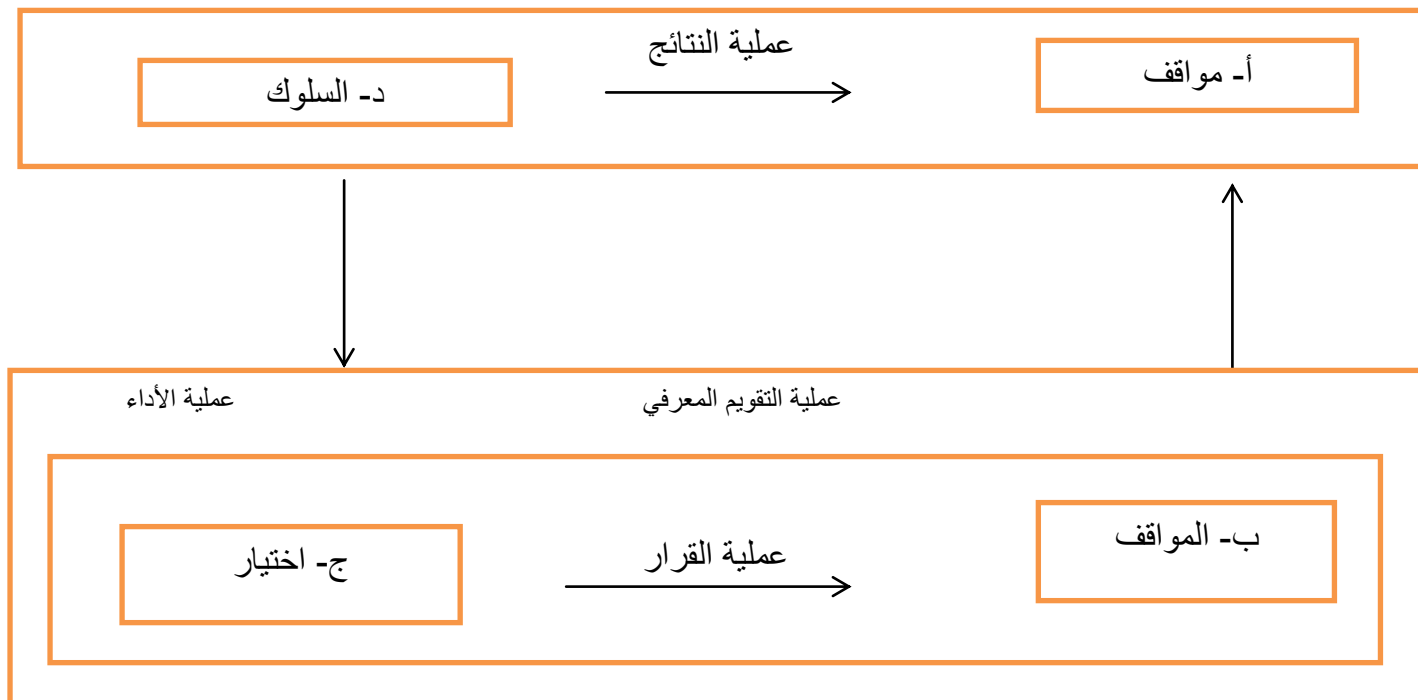 عملية النتائج
أ- مواقف
د- السلوك
عملية التقويم المعرفي
عملية الأداء
ب- المواقف
عملية القرار
ج- اختيار